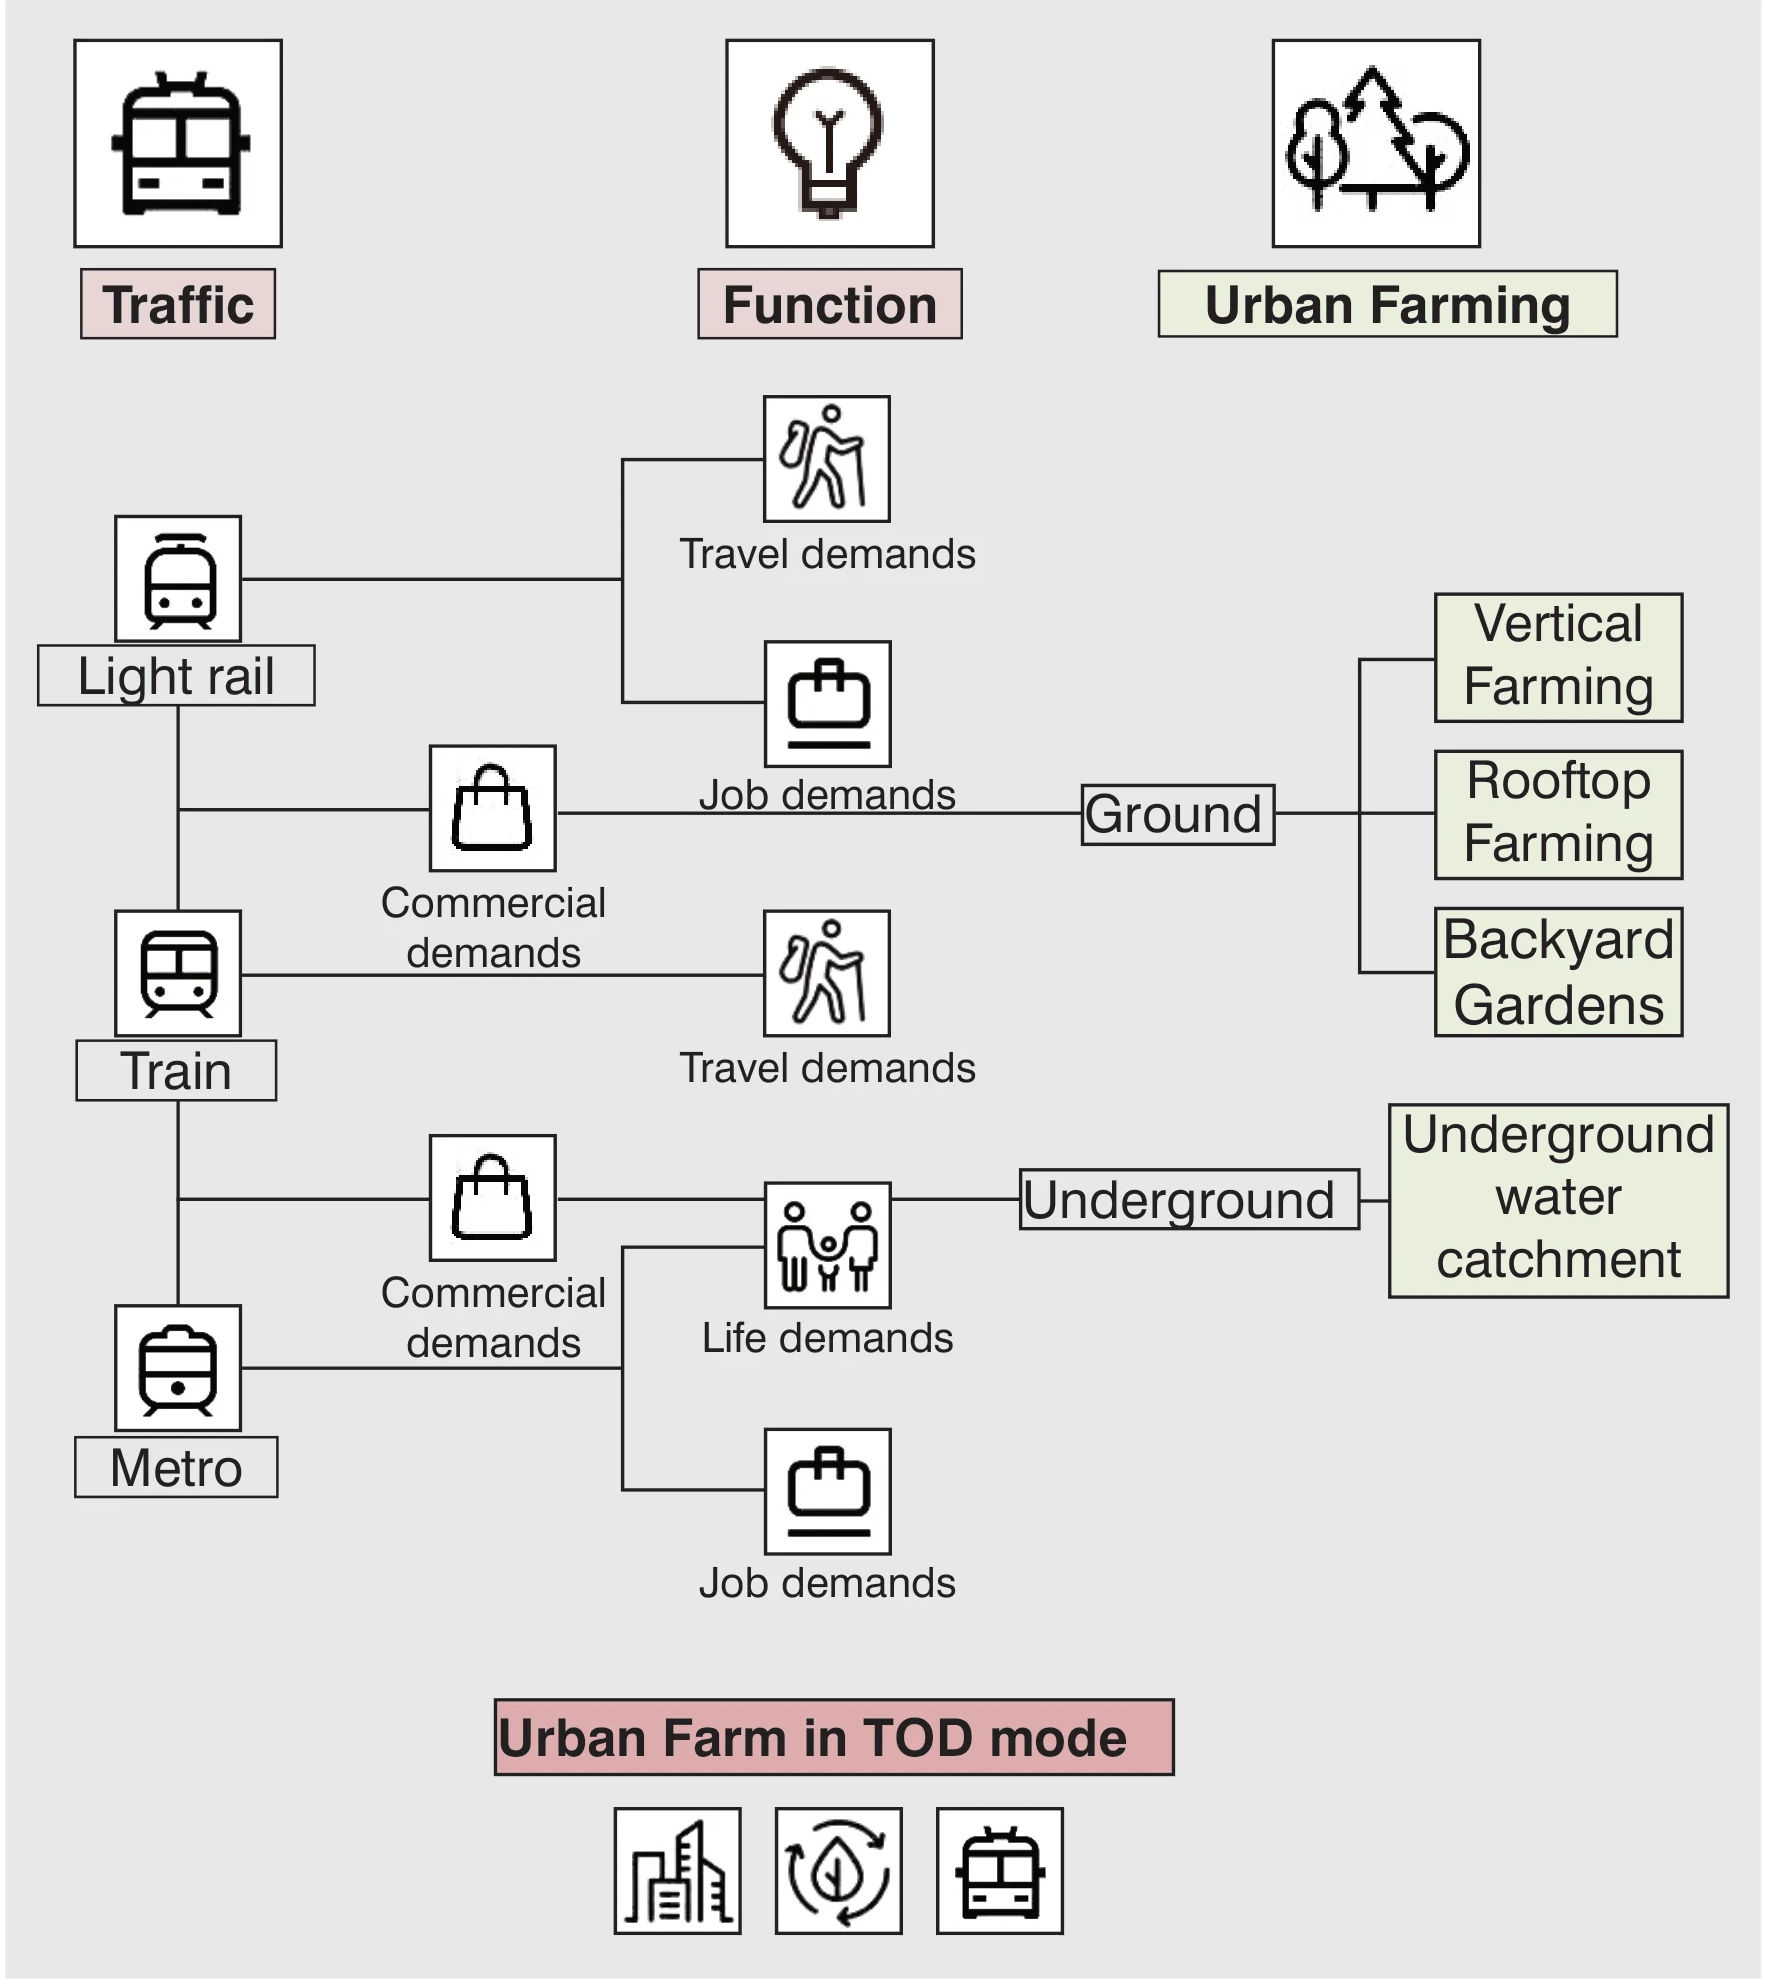 Traffic
Function
Urban Farming
Travel demands
Light rail
Job demands
Vertical
Farming
Commercial
demands
Ground
Rooftop
Farming
Backyard
Gardens
Train
Travel demands
Commercial
demands
Life demands
Underground
Underground
water
catchment
Metro
Job demands
Urban Farm in TOD mode